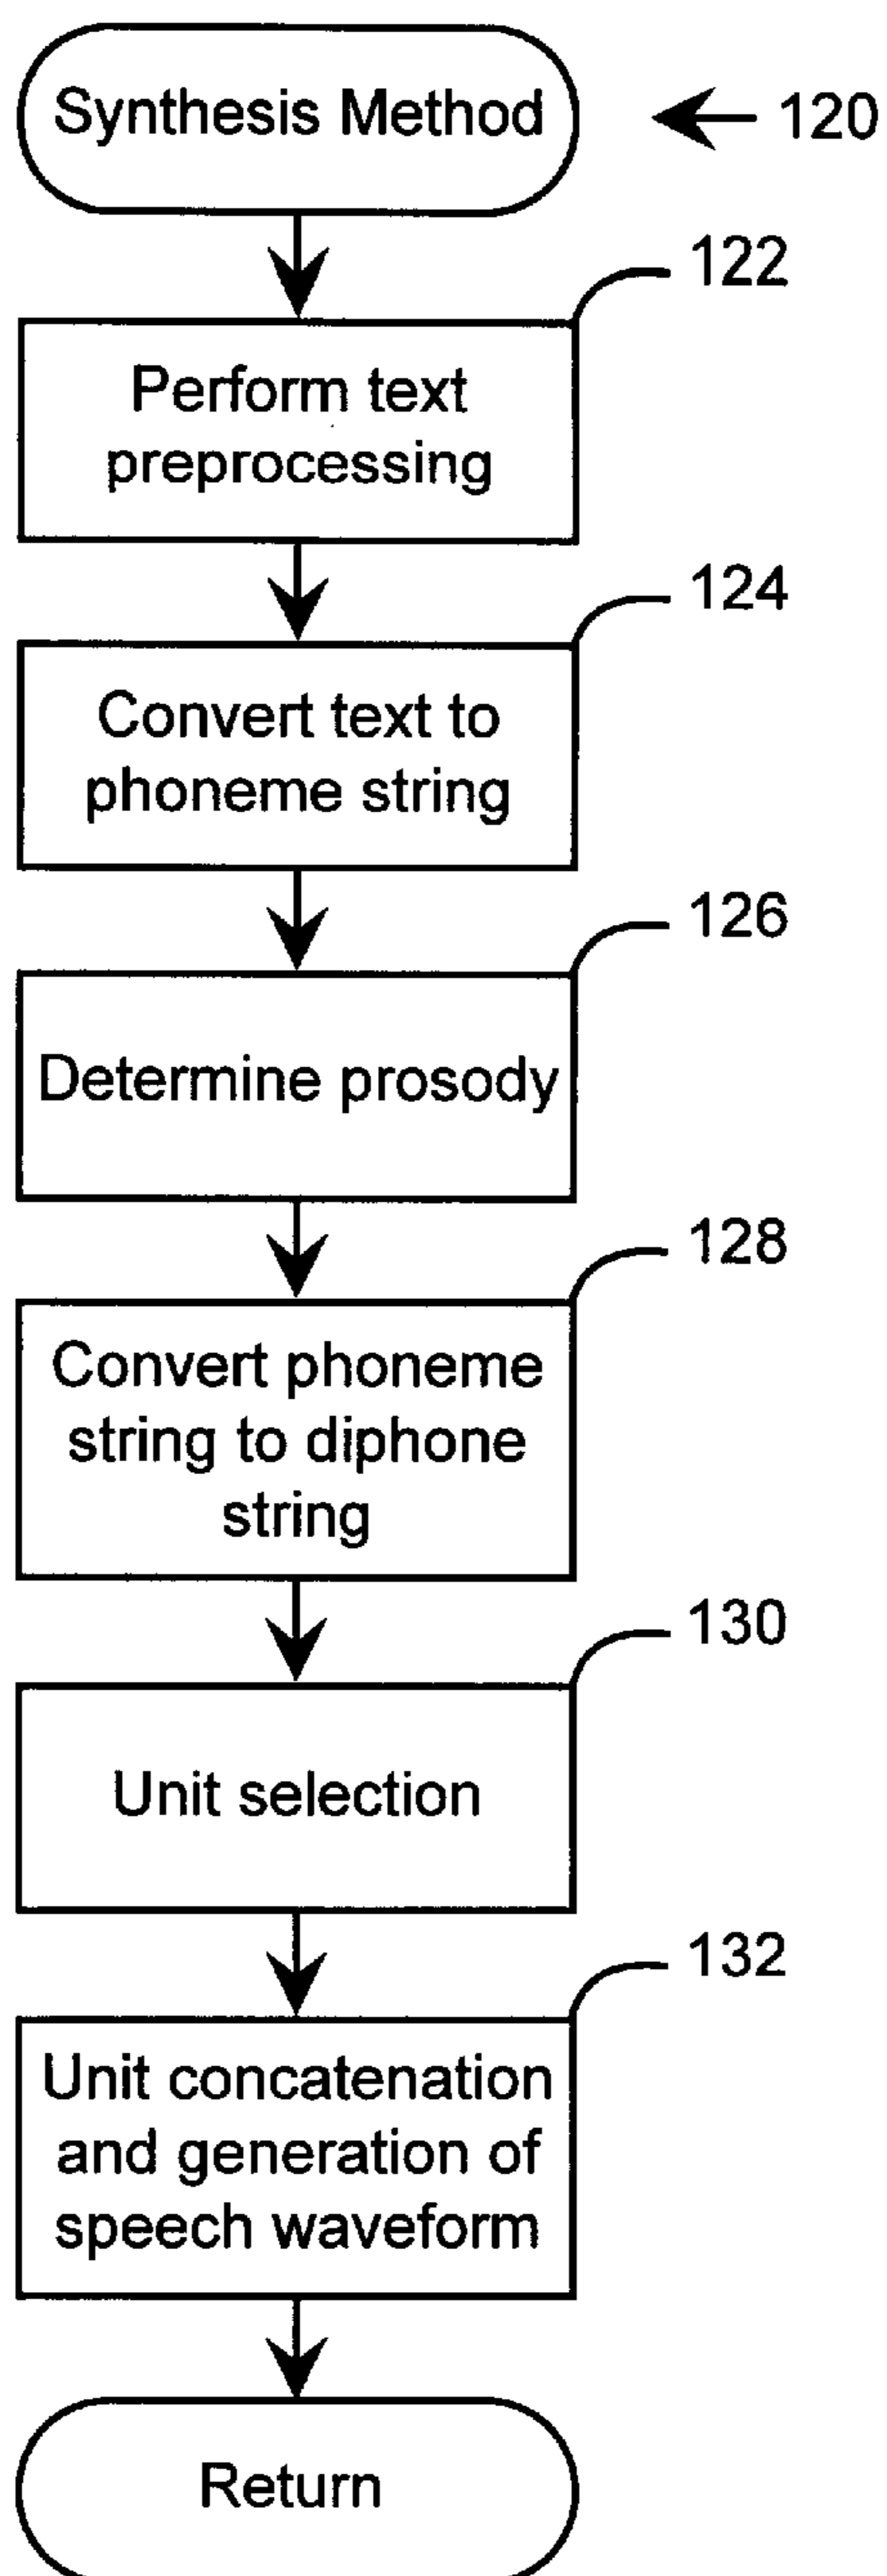 Synthesis Method
120
122
Perform text
preprocessing
124
Convert text to
phoneme string
126
Determine prosody
128
Convert phoneme
string to diphone
string
130
Unit selection
132
Unit concatenation
and generation of
speech waveform
Return